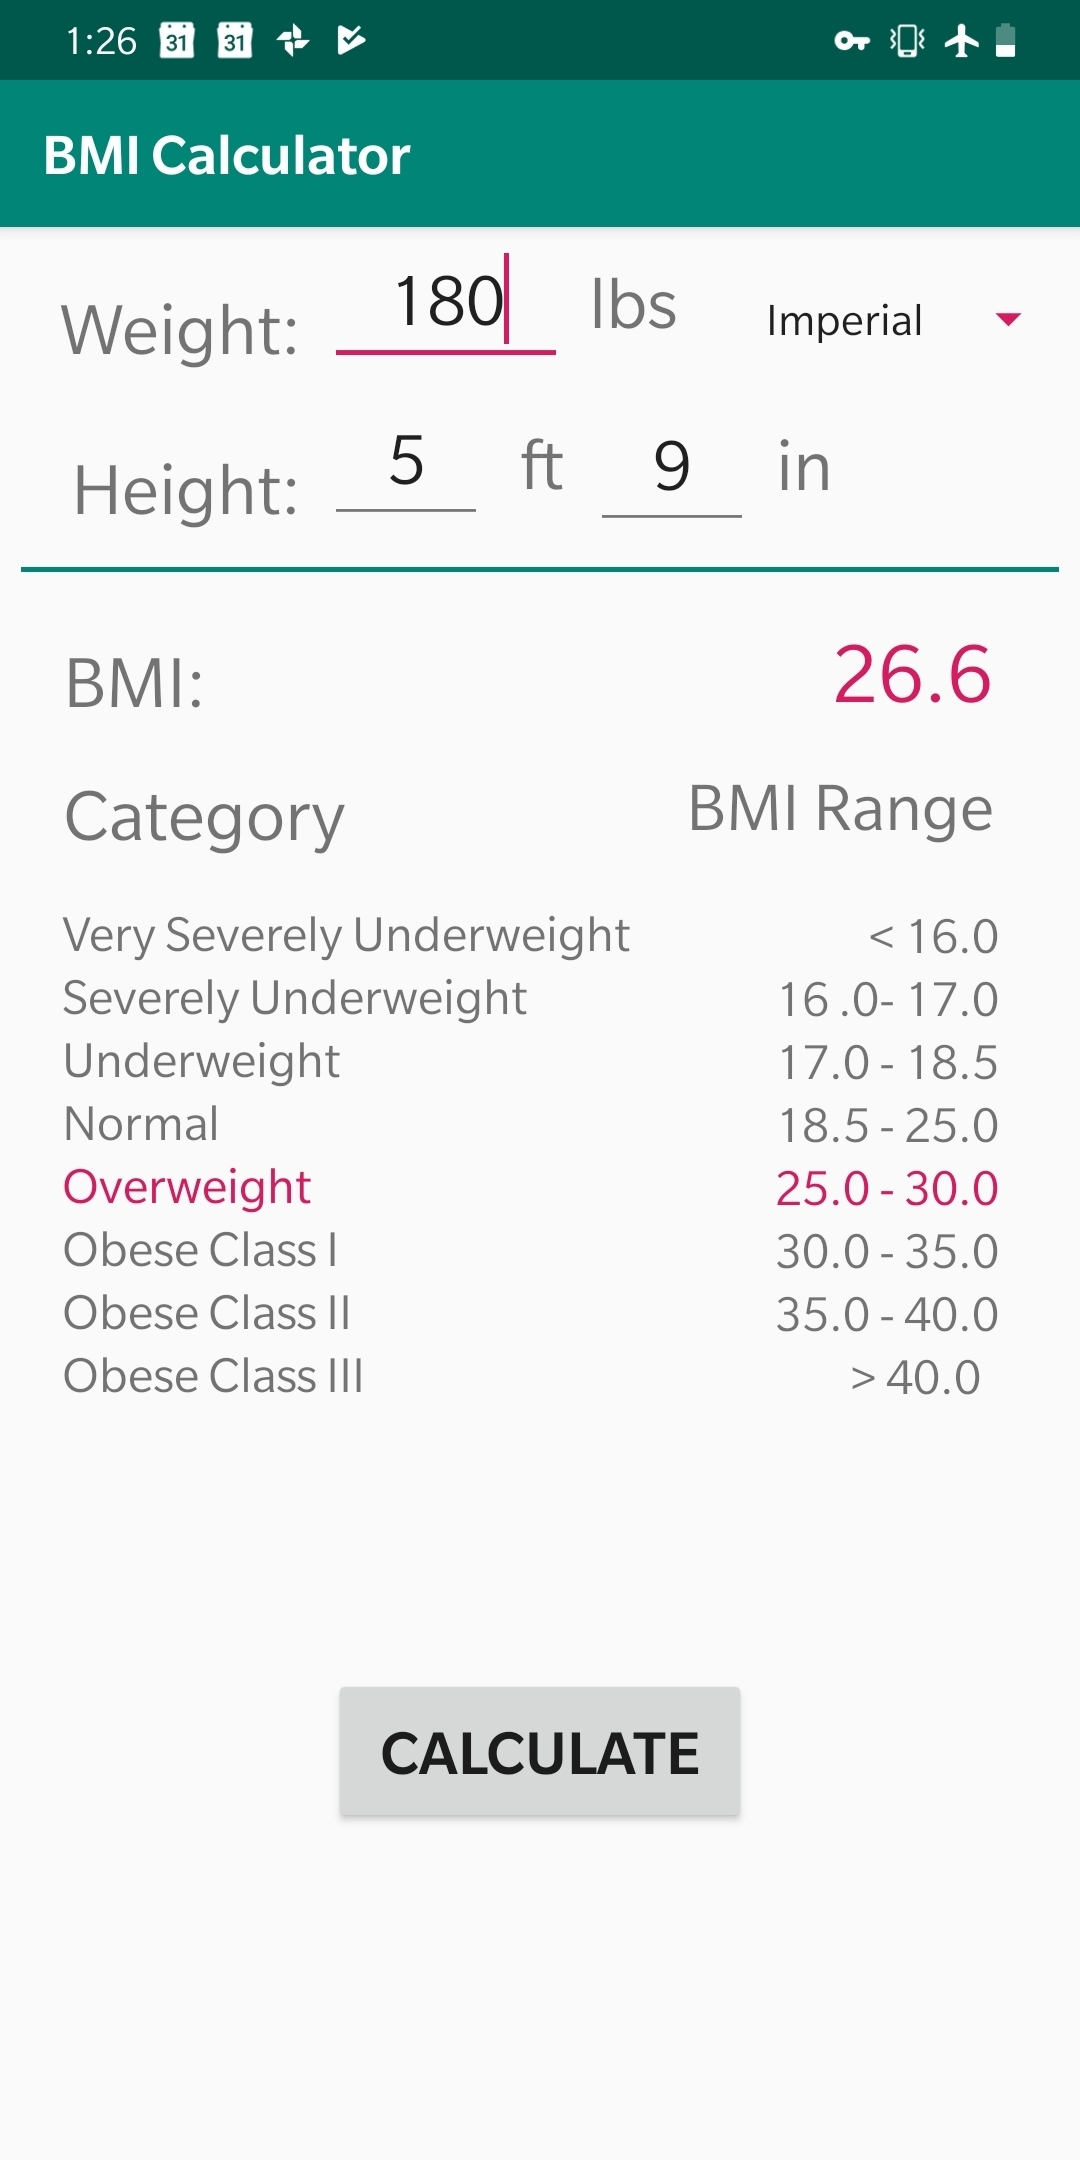 1:26 31 31
BMI Calculator
Weight: 180 lbs Imperial
Height: 5 ft 9 in
BMI: 26.6
Category BMI Range
Very Severely Underweight < 16.0
Severely Underweight 16 .0- 17.0
Underweight 17.0 - 18.5
Normal 18.5 - 25.0
Overweight 25.0 - 30.0
Obese Class I 30.0 - 35.0
Obese Class II 35.0 - 40.0
Obese Class III > 40.0
CALCULATE